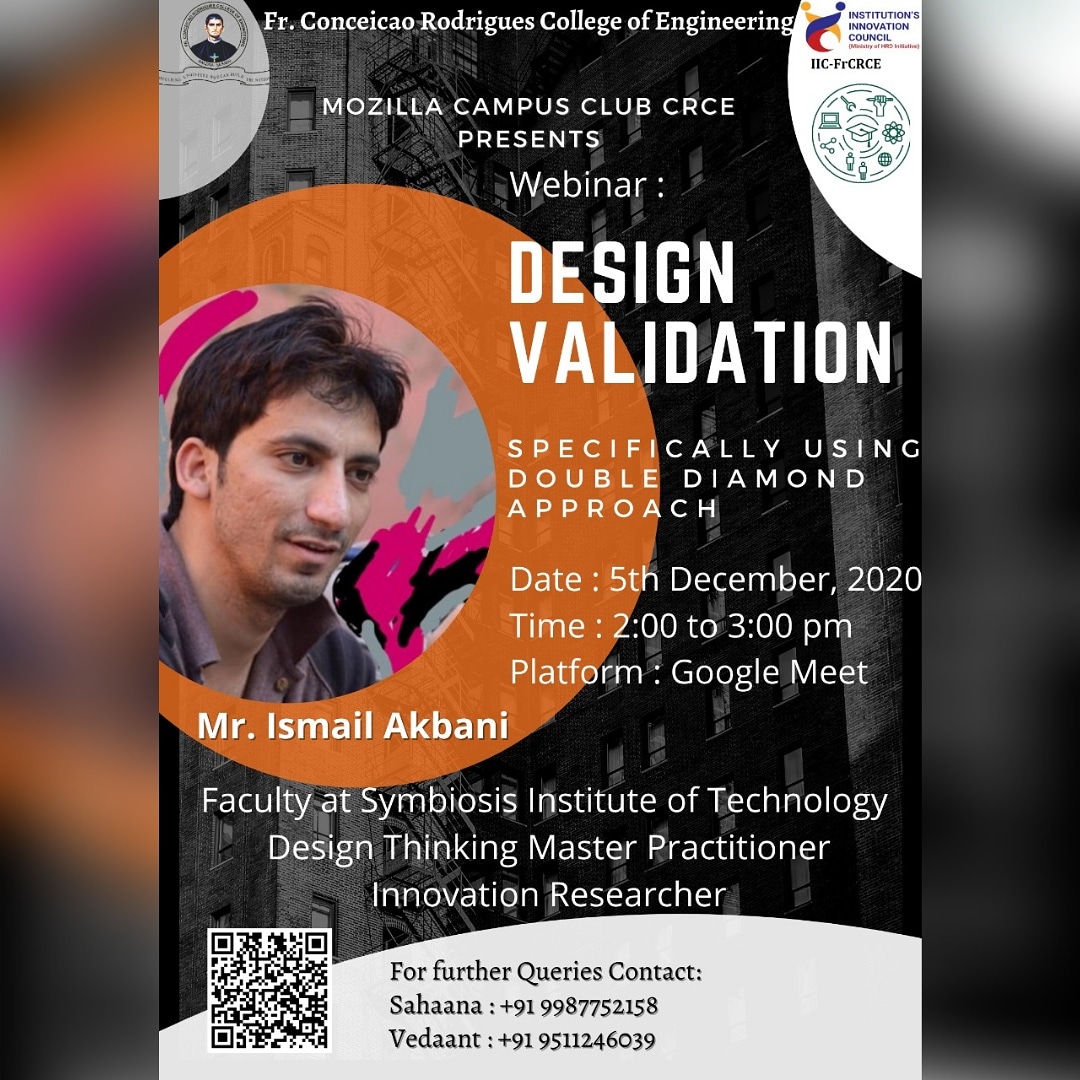 Fr. Conceicao Rodrigues College of Engineering
INSTITUTION'S
INNOVATION
COUNCIL
(Ministry of HRD Initiative)
IIC-FrCRCE
MOZILLA CAMPUS CLUB CRCE
PRESENTS
Webinar :
DESIGN
VALIDATION
SPECIFICALLY USING
DOUBLE DIAMOND
APPROACH
Date : 5th December, 2020
Time : 2:00 to 3:00 pm
Platform : Google Meet
Mr. Ismail Akbani
Faculty at Symbiosis Institute of Technology
Design Thinking Master Practitioner
Innovation Researcher
For further Queries Contact:
Sahaana : +91 9987752158
Vedaant : +91 9511246039